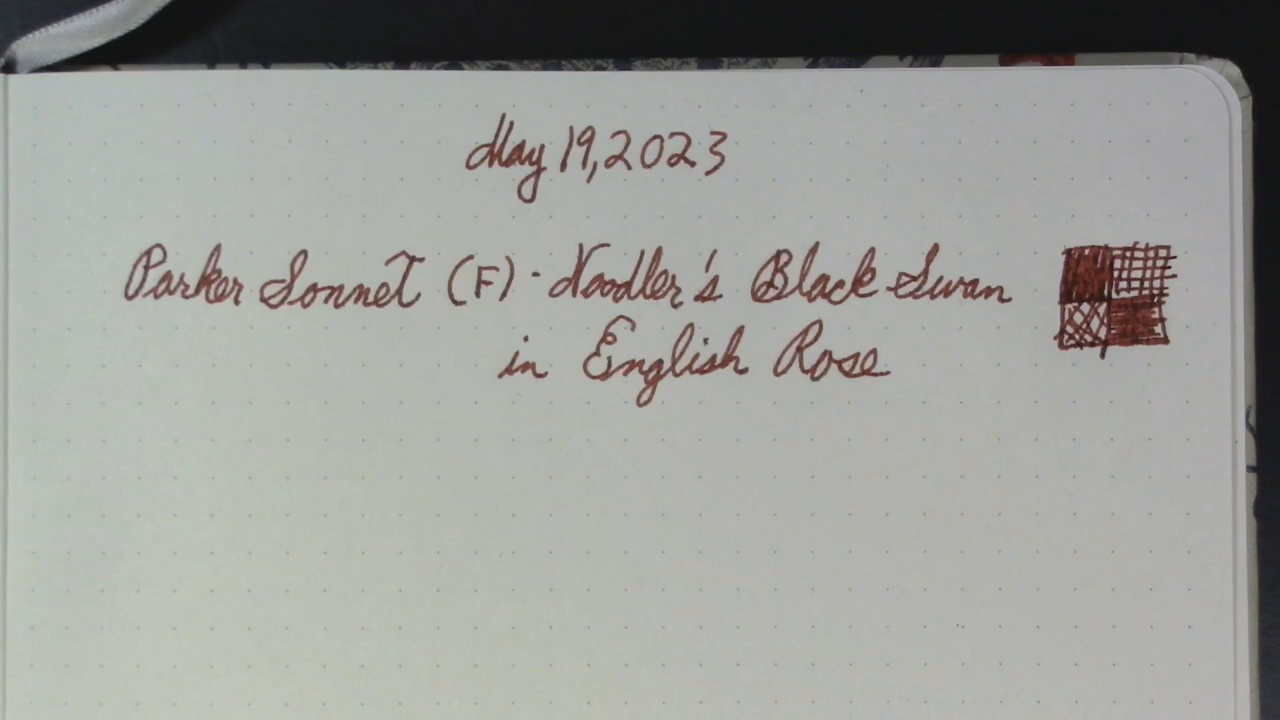 May 19, 2023
Parker Sonnet (F) · Noodler's Black Swan
in English Rose